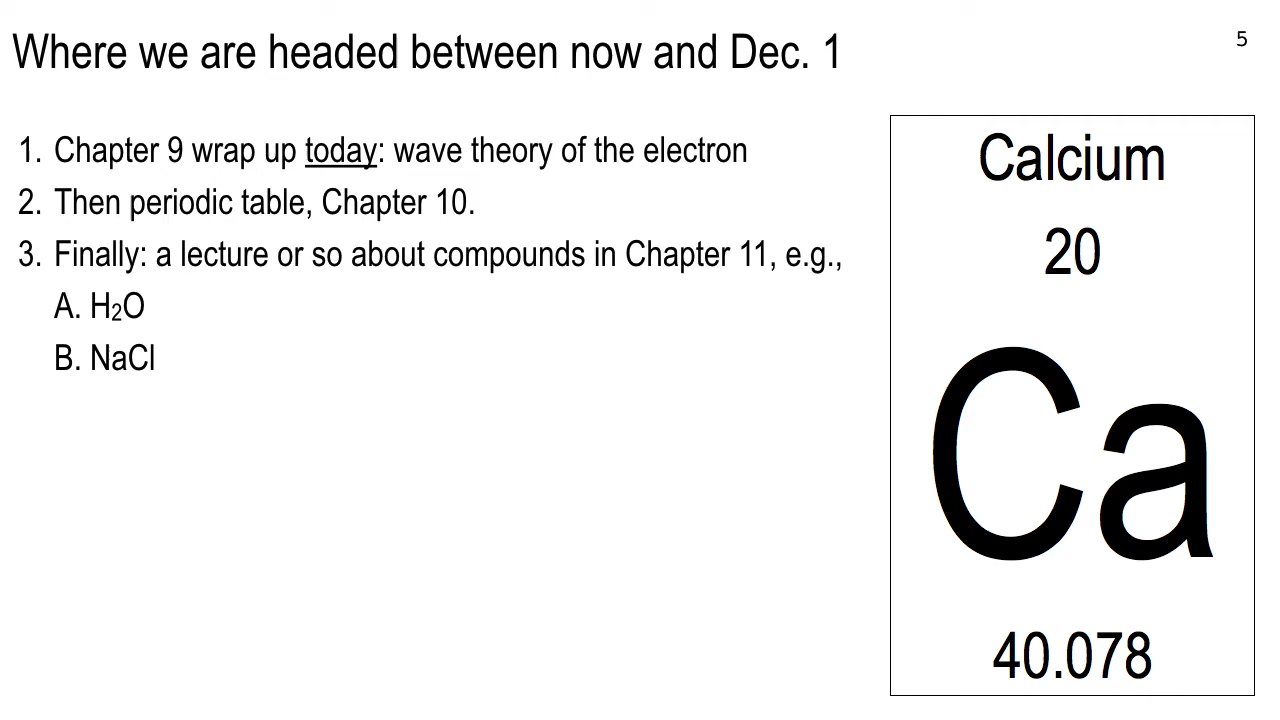 Where we are headed between now and Dec. 1
5
1. Chapter 9 wrap up today: wave theory of the electron
2. Then periodic table, Chapter 10.
3. Finally: a lecture or so about compounds in Chapter 11, e.g.,
A. H₂O
B. NaCl
Calcium
20
Ca
40.078